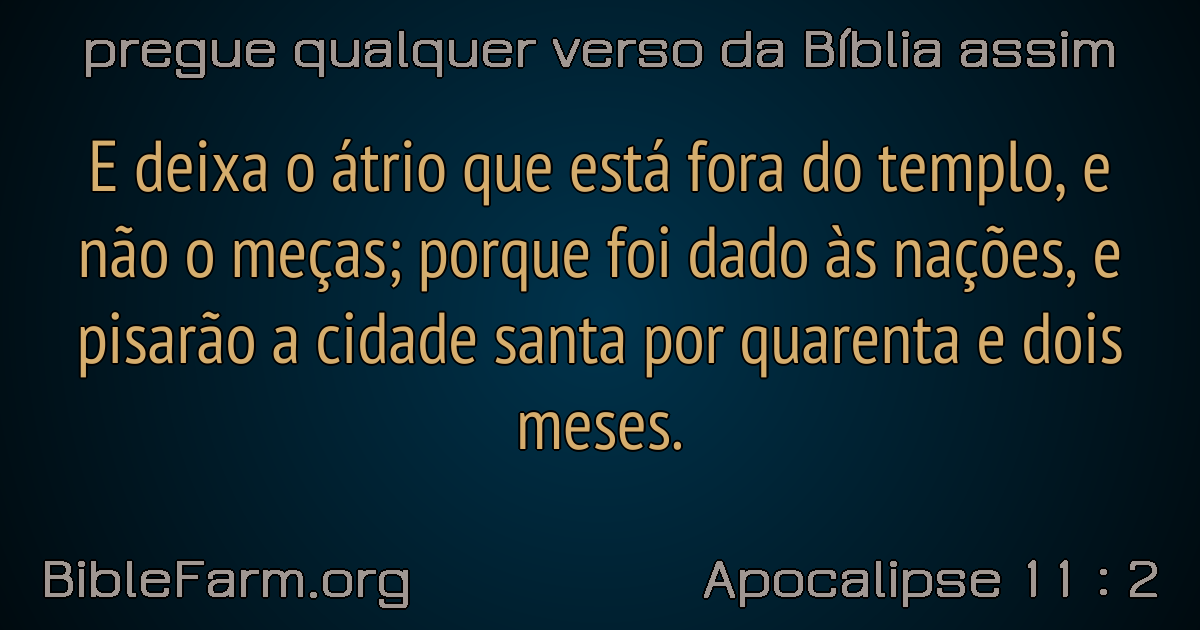 pregue qualquer verso da Bíblia assim
E deixa o átrio que está fora do templo, e
não o meças; porque foi dado às nações, e
pisarão a cidade santa por quarenta e dois
meses.
BibleFarm.org
Apocalipse 11 : 2